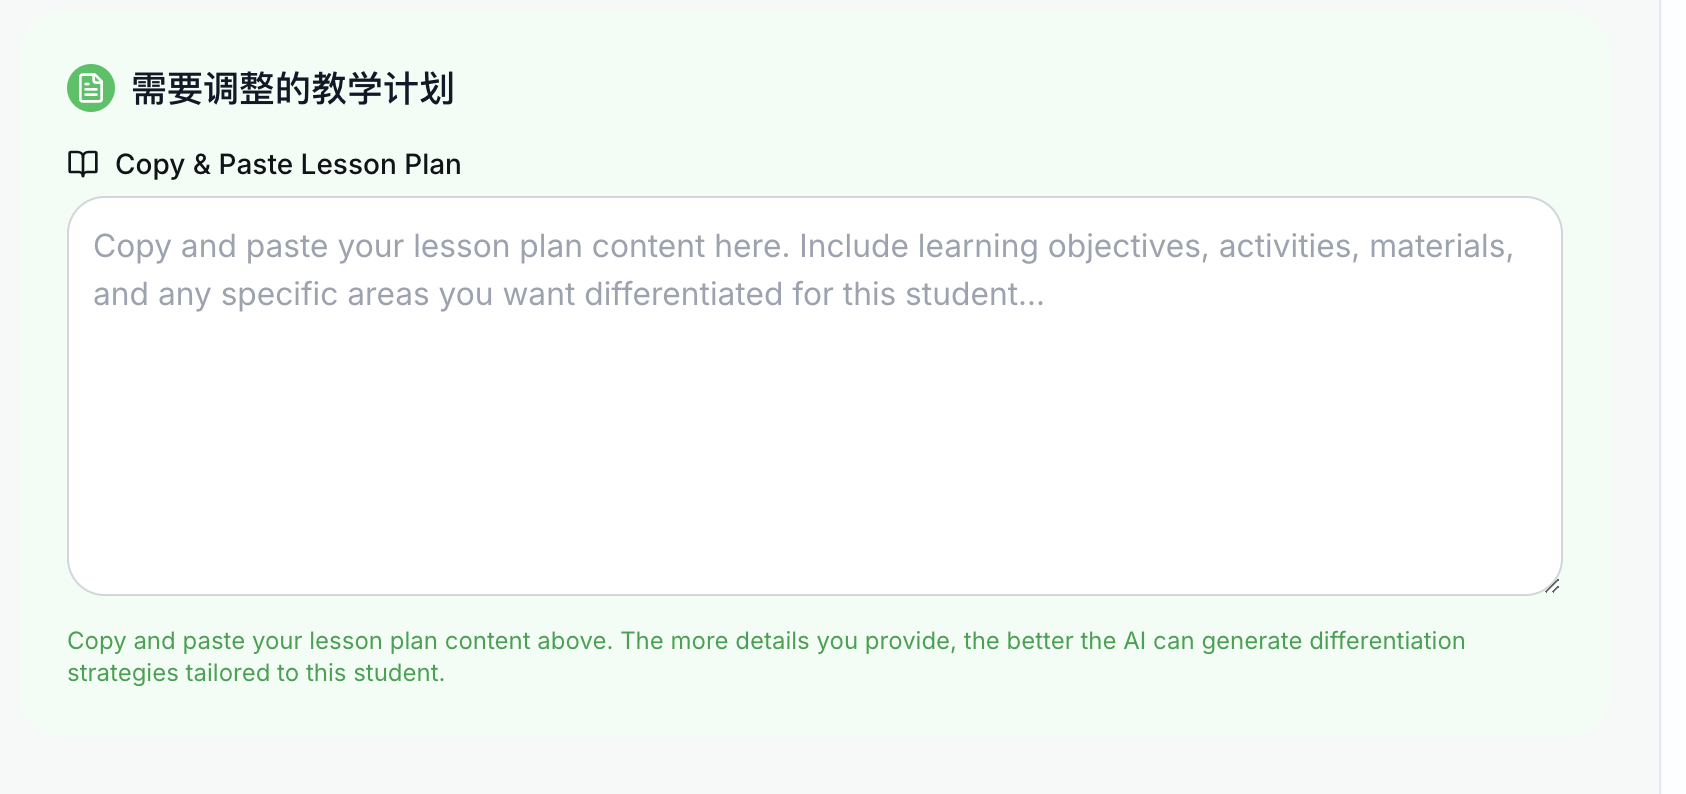 需要调整的教学计划
Copy & Paste Lesson Plan
Copy and paste your lesson plan content here. Include learning objectives, activities, materials,
and any specific areas you want differentiated for this student...
Copy and paste your lesson plan content above. The more details you provide, the better the AI can generate differentiation
strategies tailored to this student.